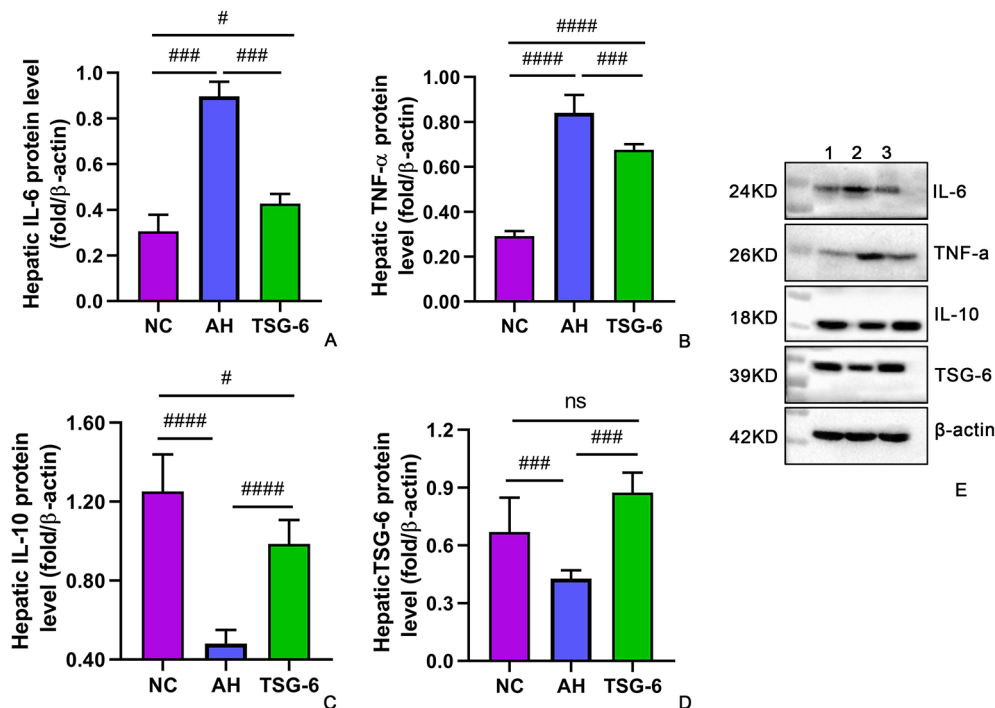 #
### ###
Hepatic IL-6 protein level
(fold/β-actin)
1.0
0.8
0.6
0.4
0.2
0.0
NC AH TSG-6
A
####
#### ###
Hepatic TNF-α protein
level (fold/β-actin)
1.00
0.80
0.60
0.40
0.20
0.00
NC AH TSG-6
B
#
####
####
Hepatic IL-10 protein
level (fold/β-actin)
1.60
1.20
0.80
0.40
NC AH TSG-6
C
ns
###
###
HepaticTSG-6 protein
level (fold/β-actin)
1.2
0.9
0.6
0.3
0.0
NC AH TSG-6
D
1 2 3
24KD IL-6
26KD TNF-a
18KD IL-10
39KD TSG-6
42KD β-actin
E